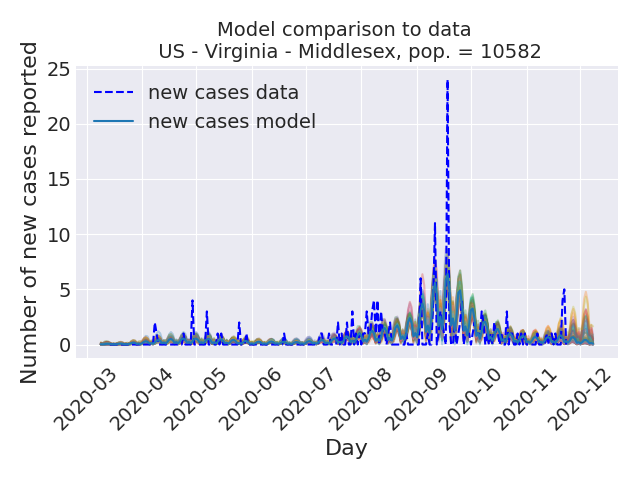 Model comparison to data
US - Virginia - Middlesex, pop. = 10582
Number of new cases reported
25
20
15
10
5
0
new cases data
new cases model
2020-03
2020-04
2020-05
2020-06
2020-07
2020-08
2020-09
2020-10
2020-11
2020-12
Day